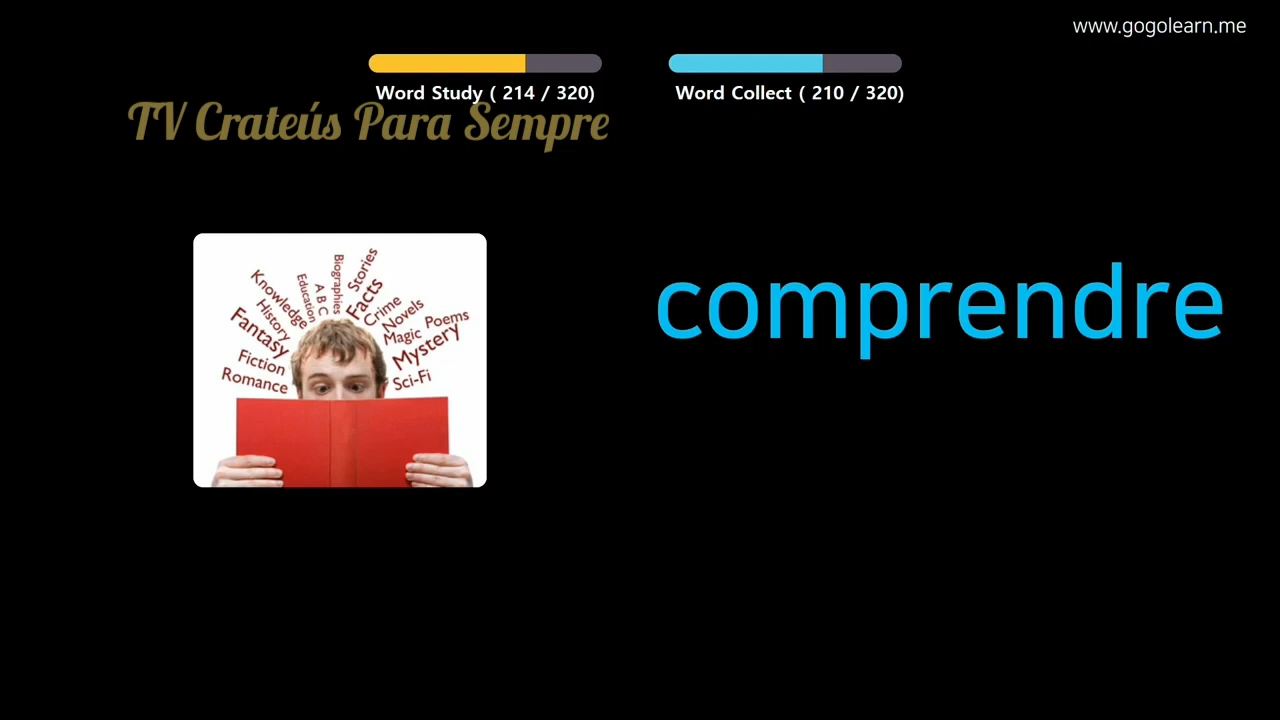 www.gogolearn.me
Word Study ( 214 / 320)
Word Collect ( 210 / 320)
TV Crateús Para Sempre
comprendre
Knowledge
History
Fantasy
Fiction
Romance
Education
A B C
Biographies
Stories
Facts
Crime
Novels
Magic
Poems
Mystery
Sci-Fi